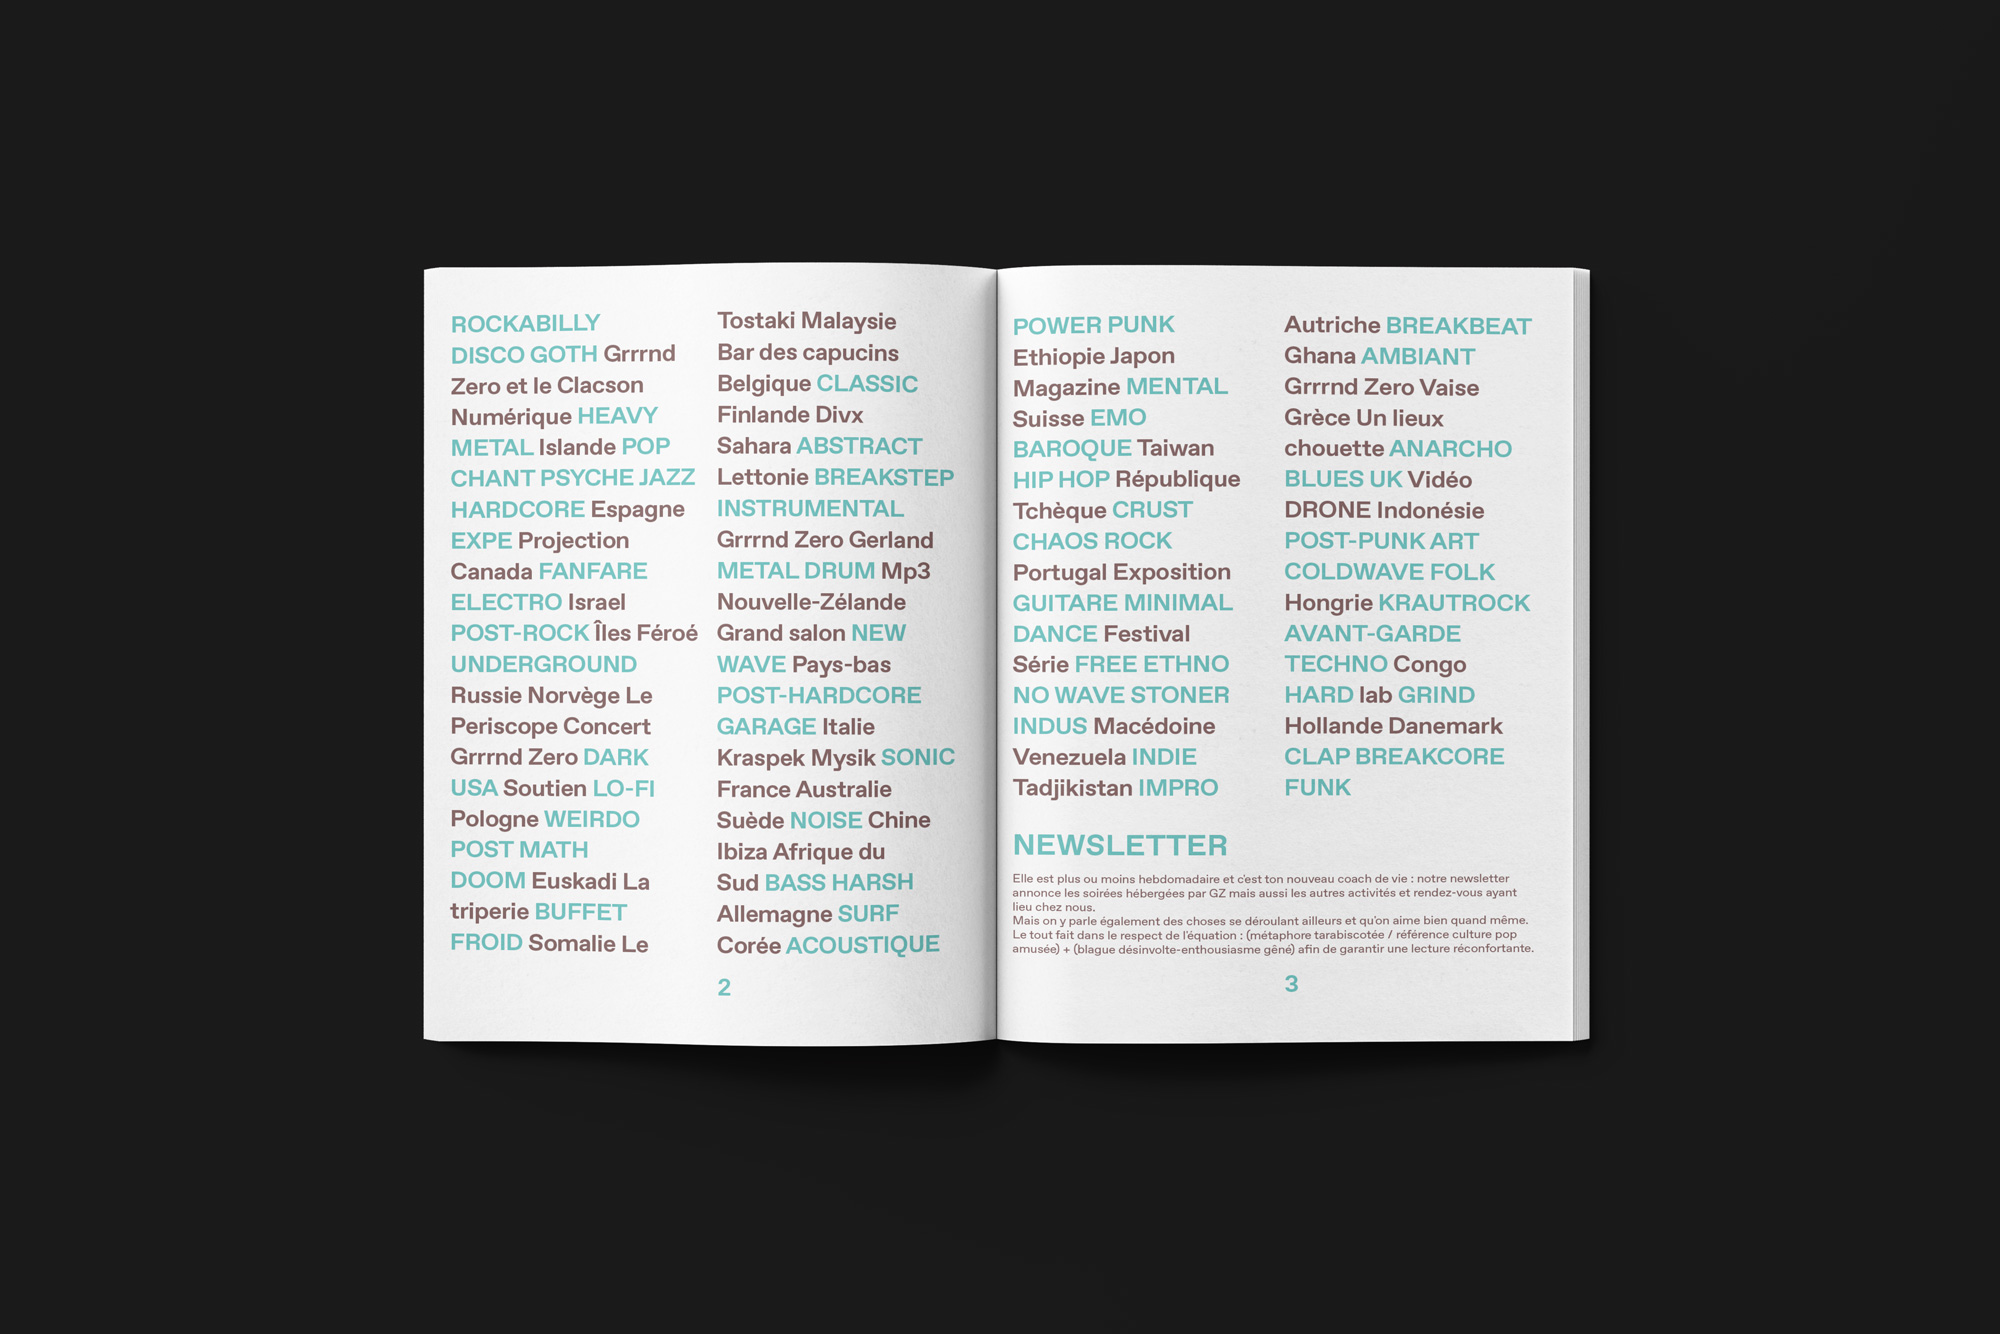 ROCKABILLY
DISCO GOTH Grrrnd
Zero et le Clacson
Numérique HEAVY
METAL Islande POP
CHANT PSYCHE JAZZ
HARDCORE Espagne
EXPE Projection
Canada FANFARE
ELECTRO Israel
POST-ROCK Îles Féroé
UNDERGROUND
Russie Norvège Le
Periscope Concert
Grrrnd Zero DARK
USA Soutien LO-FI
Pologne WEIRDO
POST MATH
DOOM Euskadi La
triperie BUFFET
FROID Somalie Le
Tostaki Malaysie
Bar des capucins
Belgique CLASSIC
Finlande Divx
Sahara ABSTRACT
Lettonie BREAKSTEP
INSTRUMENTAL
Grrrnd Zero Gerland
METAL DRUM Mp3
Nouvelle-Zélande
Grand salon NEW
WAVE Pays-bas
POST-HARDCORE
GARAGE Italie
Kraspek Mysik SONIC
France Australie
Suède NOISE Chine
Ibiza Afrique du
Sud BASS HARSH
Allemagne SURF
Corée ACOUSTIQUE
2
POWER PUNK
Ethiopie Japon
Magazine MENTAL
Suisse EMO
BAROQUE Taiwan
HIP HOP République
Tchèque CRUST
CHAOS ROCK
Portugal Exposition
GUITARE MINIMAL
DANCE Festival
Série FREE ETHNO
NO WAVE STONER
INDUS Macédoine
Venezuela INDIE
Tadjikistan IMPRO
Autriche BREAKBEAT
Ghana AMBIANT
Grrrnd Zero Vaise
Grèce Un lieux
chouette ANARCHO
BLUES UK Vidéo
DRONE Indonésie
POST-PUNK ART
COLDWAVE FOLK
Hongrie KRAUTROCK
AVANT-GARDE
TECHNO Congo
HARD lab GRIND
Hollande Danemark
CLAP BREAKCORE
FUNK
NEWSLETTER
Elle est plus ou moins hebdomadaire et c'est ton nouveau coach de vie : notre newsletter
annonce les soirées hébergées par GZ mais aussi les autres activités et rendez-vous ayant
lieu chez nous.
Mais on y parle également des choses se déroulant ailleurs et qu'on aime bien quand même.
Le tout fait dans le respect de l'équation : (métaphore tarabiscotée / référence culture pop
amusée) + (blague désinvolte-enthousiasme gêné) afin de garantir une lecture réconfortante.
3